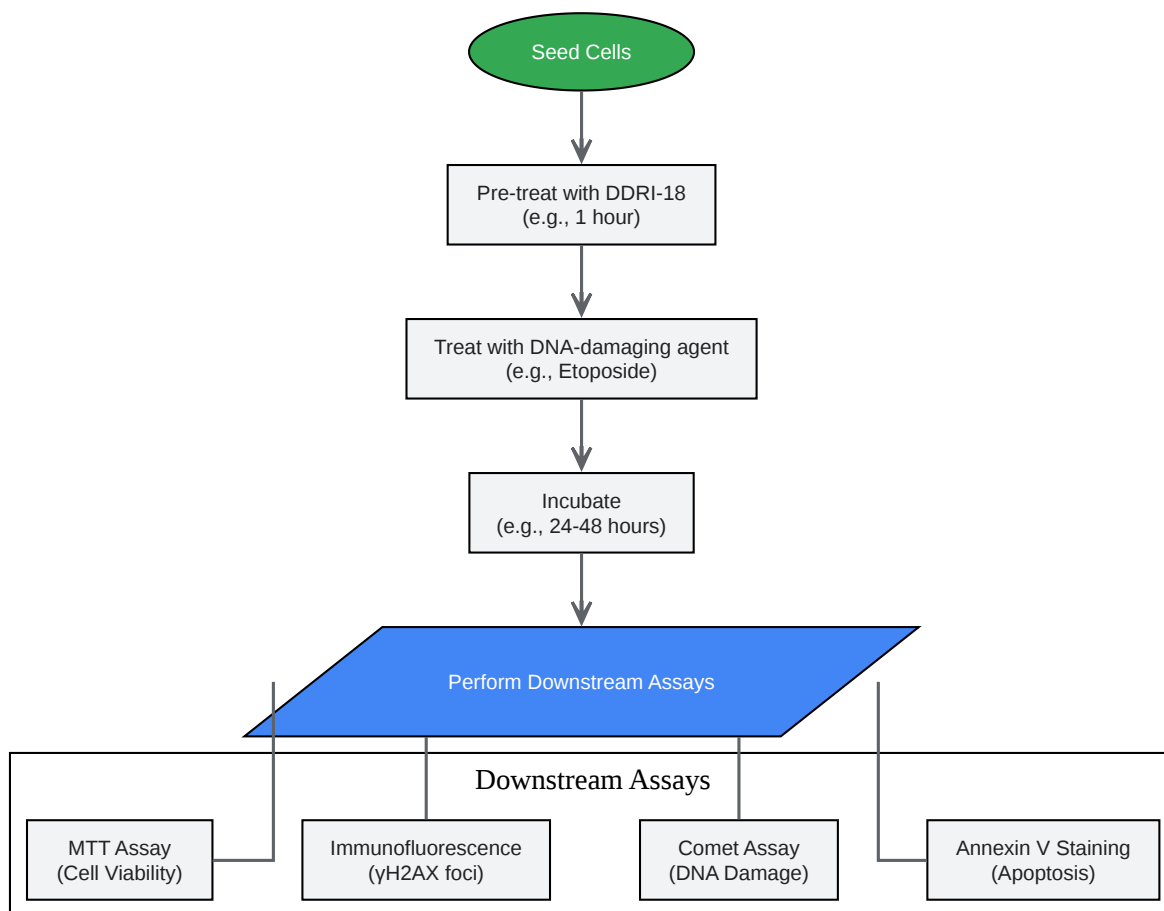 Seed Cells
Pre-treat with DDRI-18
(e.g., 1 hour)
Treat with DNA-damaging agent
(e.g., Etoposide)
Incubate
(e.g., 24-48 hours)
Perform Downstream Assays
Downstream Assays
MTT Assay
(Cell Viability)
Immunofluorescence
(γH2AX foci)
Comet Assay
(DNA Damage)
Annexin V Staining
(Apoptosis)